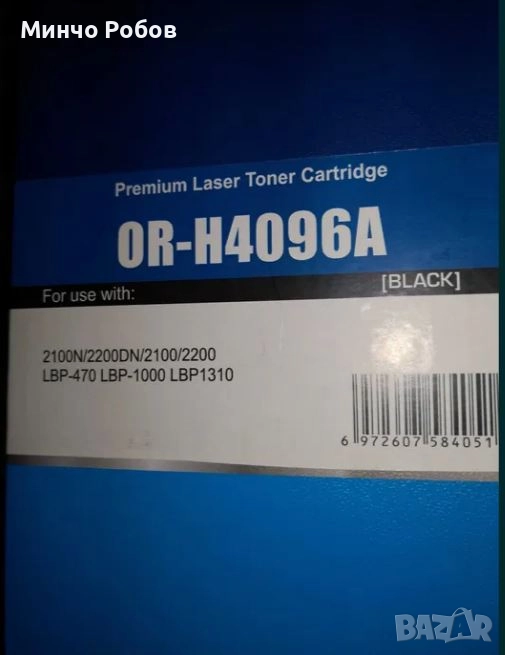 Минчо Робов
Premium Laser Toner Cartridge
OR-H4096A
[BLACK]
For use with:
2100N/2200DN/2100/2200
LBP-470 LBP-1000 LBP1310
6 972607 584051
BAZAR